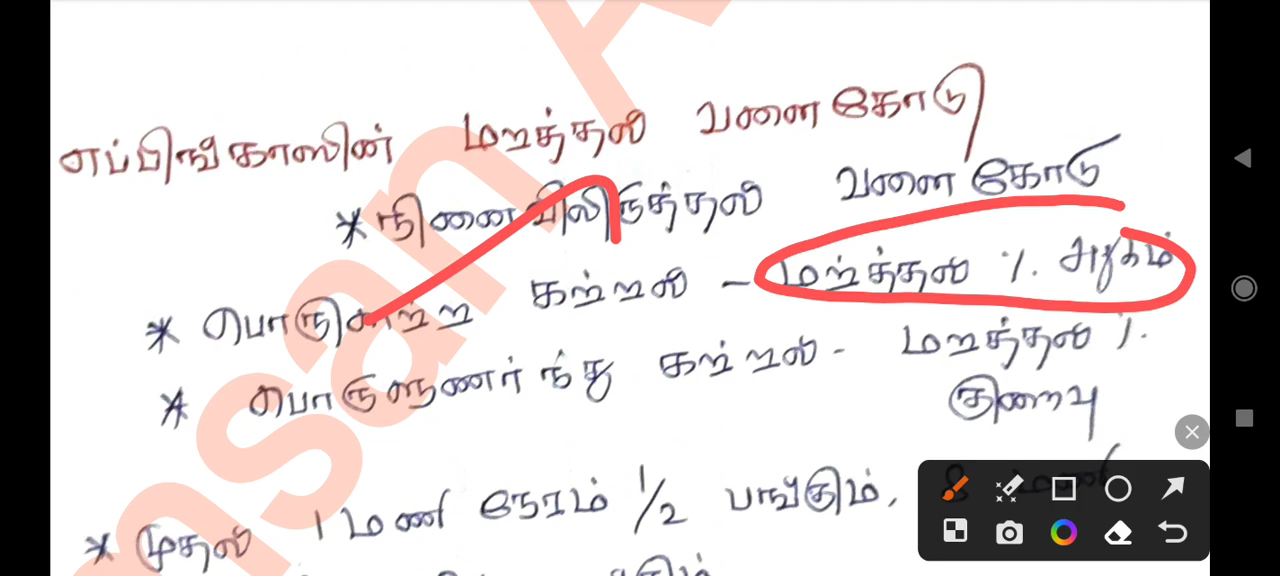 எப்பிங்காஸின் மறத்தல் வளைகோடு
* நினைவிலிருத்தல் வளைகோடு
* பொருளற்ற கற்றல் – மறத்தல் % அதிகம்
* பொருளுணர்ந்து கற்றல் - மறத்தல் %
குறைவு
* முதல் 1 மணி நேரம் 1/2 பங்கும்,